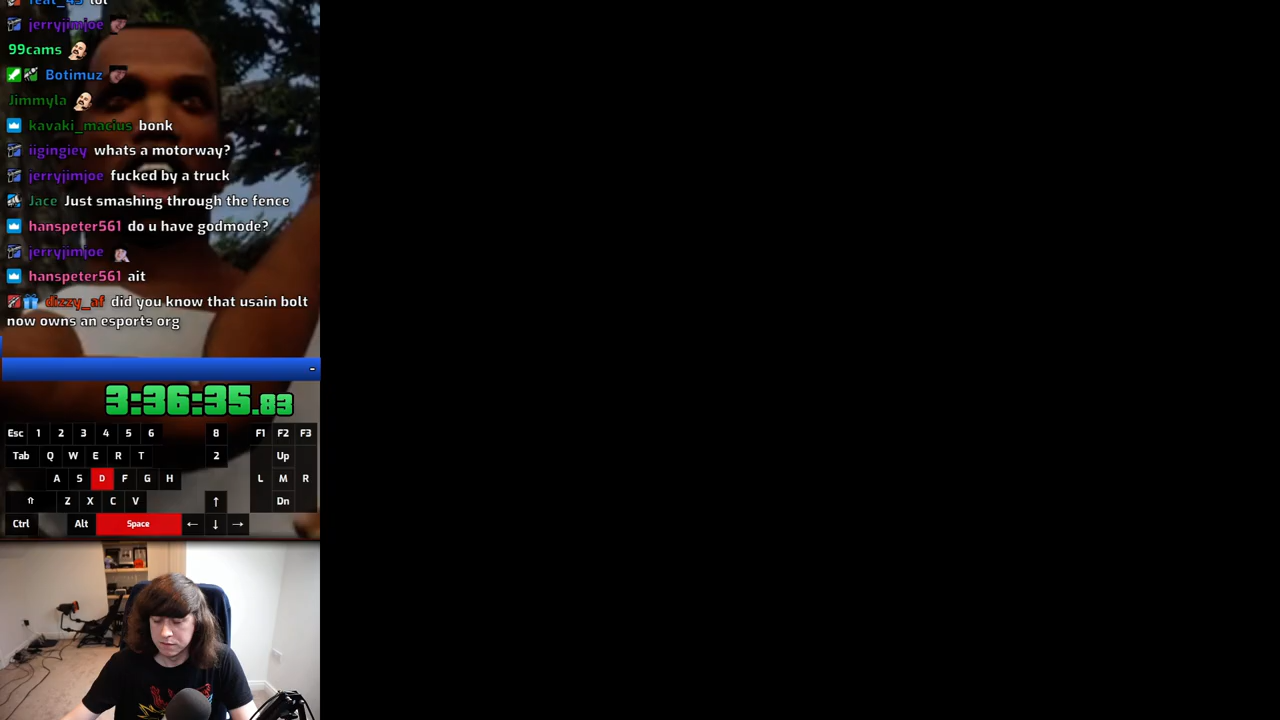 feat_45 lol
jerryjimjoe
99cams
Botimuz
Jimmyla
kavaki_macius bonk
iigingiey whats a motorway?
jerryjimjoe fucked by a truck
Jace Just smashing through the fence
hanspeter561 do u have godmode?
jerryjimjoe
hanspeter561 ait
dizzy_af did you know that usain bolt
now owns an esports org
-
3:36:35.83
Esc 1 2 3 4 5 6 8 F1 F2 F3
Tab Q W E R T 2 Up
A S D F G H L M R
⇧ Z X C V ↑ Dn
Ctrl Alt Space ← ↓ →